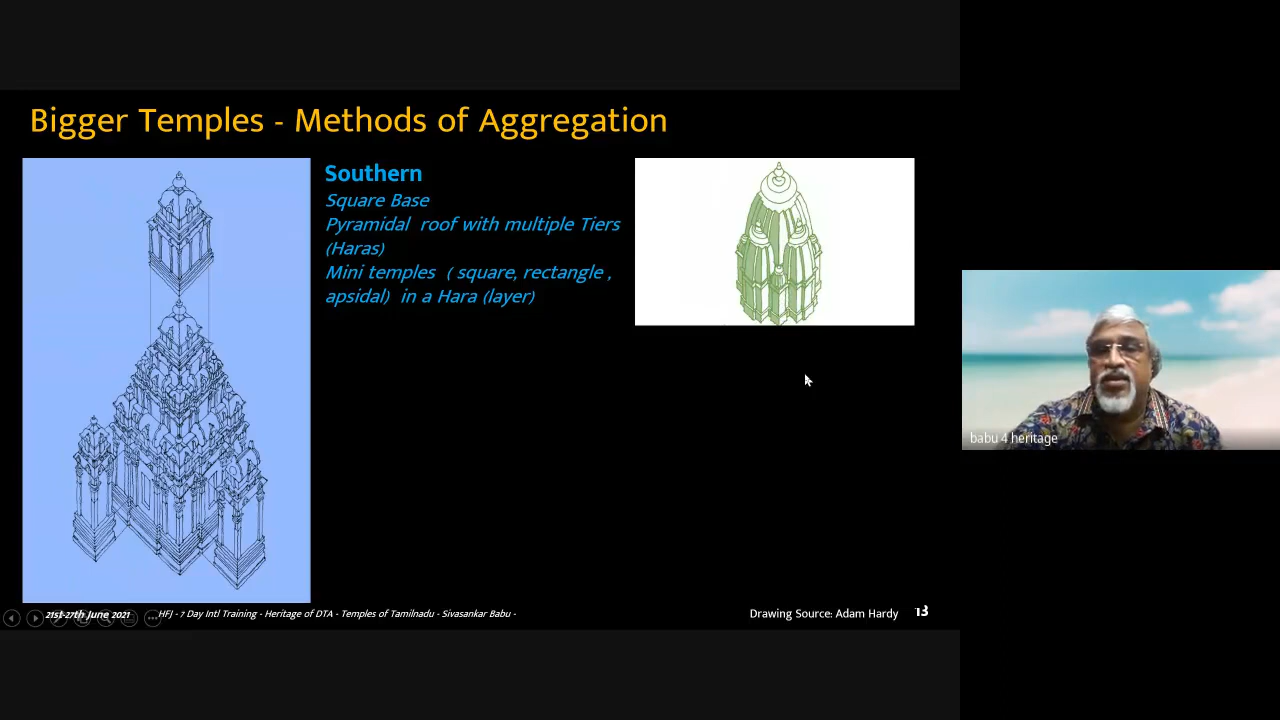 Bigger Temples - Methods of Aggregation
Southern
Square Base
Pyramidal roof with multiple Tiers
(Haras)
Mini temples ( square, rectangle ,
apsidal) in a Hara (layer)
babu 4 heritage
21st-27th June 2021
HFJ - 7 Day Intl Training - Heritage of DTA - Temples of Tamilnadu - Sivasankar Babu -
Drawing Source: Adam Hardy
13